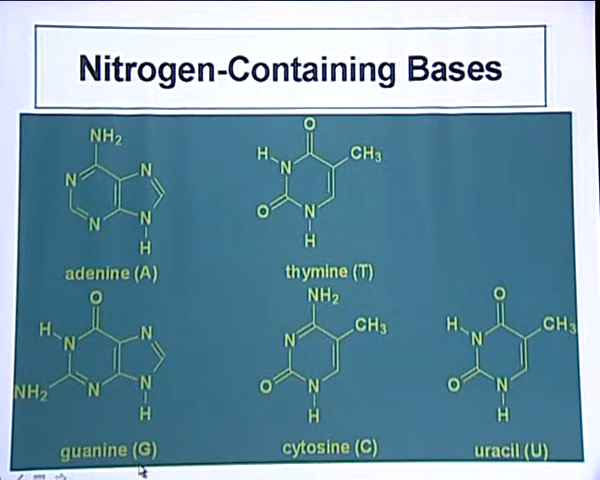 Nitrogen-Containing Bases
NH₂
N
N
N
N
H
adenine (A)
O
H
N
CH₃
O
N
H
thymine (T)
O
H
N
N
NH₂
N
N
H
guanine (G)
NH₂
N
CH₃
O
N
H
cytosine (C)
O
H
N
CH₃
O
N
H
uracil (U)